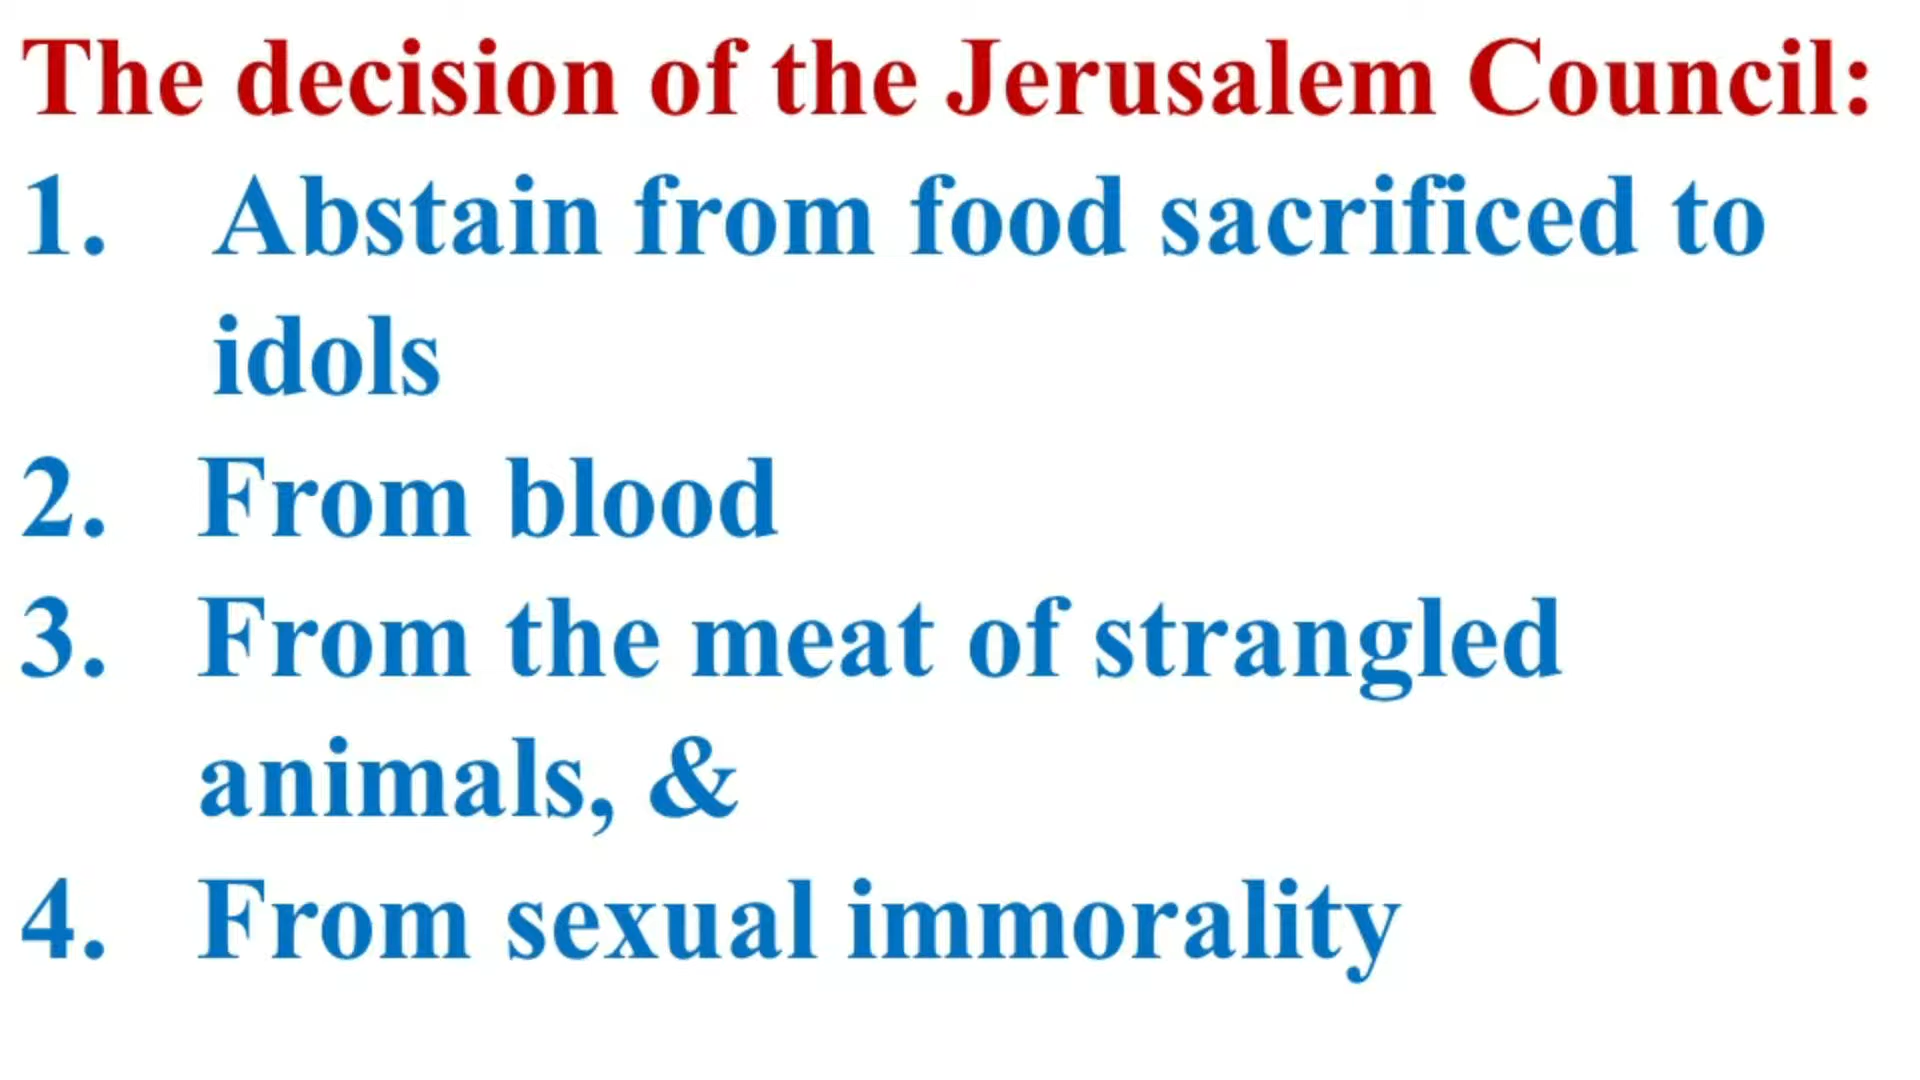 The decision of the Jerusalem Council:
1. Abstain from food sacrificed to
idols
2. From blood
3. From the meat of strangled
animals, &
4. From sexual immorality